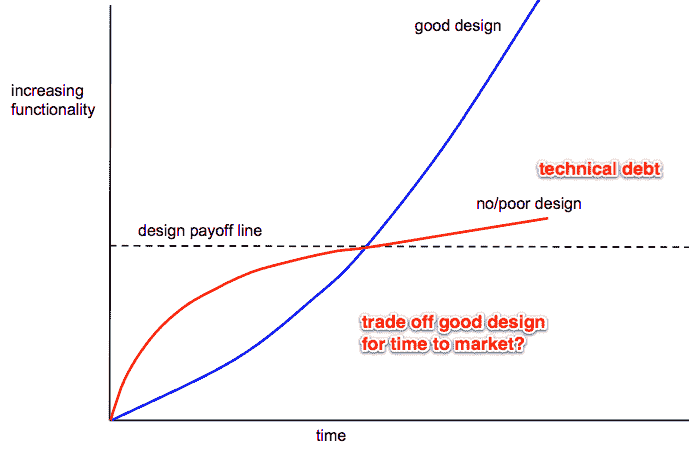 good design
increasing
functionality
technical debt
no/poor design
design payoff line
trade off good design
for time to market?
time